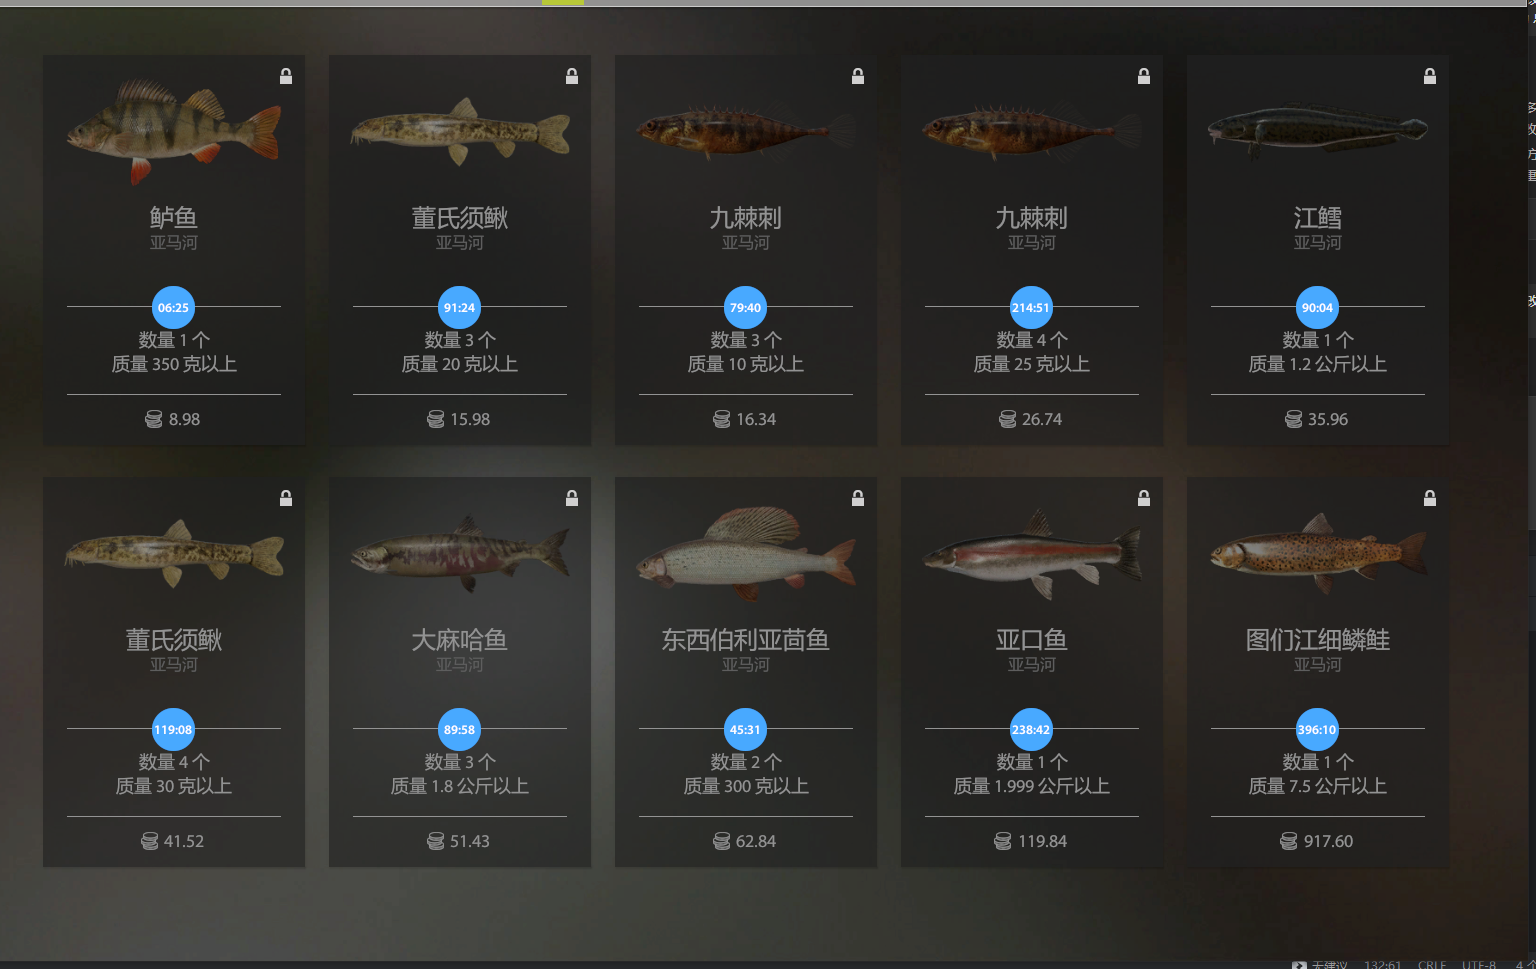 鲈鱼
亚马河
06:25
数量 1 个
质量 350 克以上
8.98
董氏须鳅
亚马河
91:24
数量 3 个
质量 20 克以上
15.98
九棘刺
亚马河
79:40
数量 3 个
质量 10 克以上
16.34
九棘刺
亚马河
214:51
数量 4 个
质量 25 克以上
26.74
江鳕
亚马河
90:04
数量 1 个
质量 1.2 公斤以上
35.96
董氏须鳅
亚马河
119:08
数量 4 个
质量 30 克以上
41.52
大麻哈鱼
亚马河
89:58
数量 3 个
质量 1.8 公斤以上
51.43
东西伯利亚茴鱼
亚马河
45:31
数量 2 个
质量 300 克以上
62.84
亚口鱼
亚马河
238:42
数量 1 个
质量 1.999 公斤以上
119.84
图们江细鳞鲑
亚马河
396:10
数量 1 个
质量 7.5 公斤以上
917.60
无建议 132:61 CRLF UTF-8 4 个